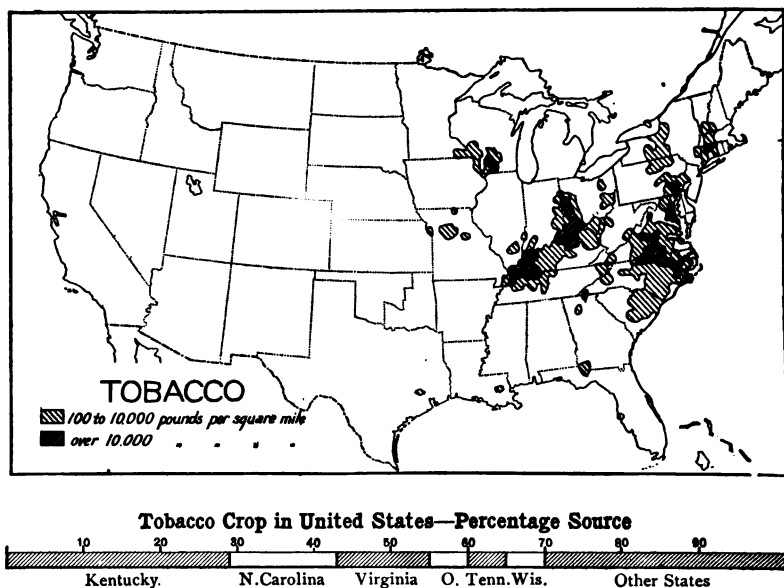 TOBACCO
100 to 10.000 pounds per square mile
over 10.000 " " " "
Tobacco Crop in United States—Percentage Source
10 20 30 40 50 60 70 80 90
Kentucky. N.Carolina Virginia O. Tenn.Wis. Other States